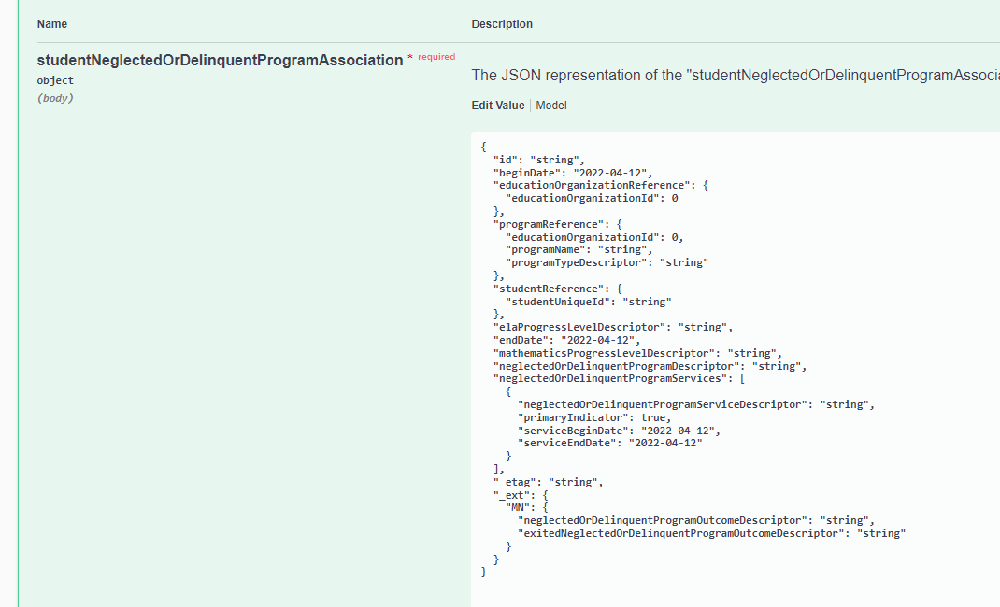 Name Description
studentNeglectedOrDelinquentProgramAssociation * required
object
(body)
The JSON representation of the "studentNeglectedOrDelinquentProgramAssocia
Edit Value Model
{
  "id": "string",
  "beginDate": "2022-04-12",
  "educationOrganizationReference": {
    "educationOrganizationId": 0
  },
  "programReference": {
    "educationOrganizationId": 0,
    "programName": "string",
    "programTypeDescriptor": "string"
  },
  "studentReference": {
    "studentUniqueId": "string"
  },
  "elaProgressLevelDescriptor": "string",
  "endDate": "2022-04-12",
  "mathematicsProgressLevelDescriptor": "string",
  "neglectedOrDelinquentProgramDescriptor": "string",
  "neglectedOrDelinquentProgramServices": [
    {
      "neglectedOrDelinquentProgramServiceDescriptor": "string",
      "primaryIndicator": true,
      "serviceBeginDate": "2022-04-12",
      "serviceEndDate": "2022-04-12"
    }
  ],
  "_etag": "string",
  "_ext": {
    "MN": {
      "neglectedOrDelinquentProgramOutcomeDescriptor": "string",
      "exitedNeglectedOrDelinquentProgramOutcomeDescriptor": "string"
    }
  }
}